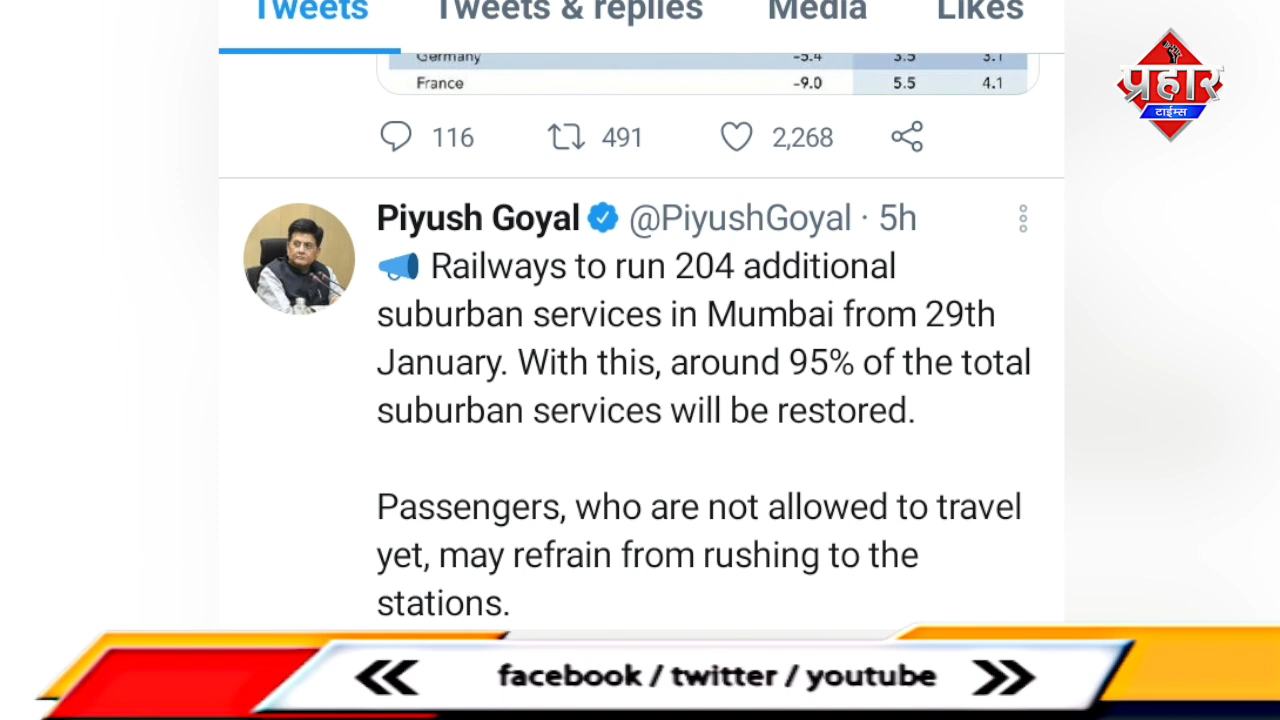 Tweets Tweets & replies Media Likes
Germany -5.4 3.5 3.1
France -9.0 5.5 4.1
116 491 2,268
प्रहार
टाईम्स
Piyush Goyal @PiyushGoyal · 5h
Railways to run 204 additional
suburban services in Mumbai from 29th
January. With this, around 95% of the total
suburban services will be restored.
Passengers, who are not allowed to travel
yet, may refrain from rushing to the
stations.
facebook / twitter / youtube